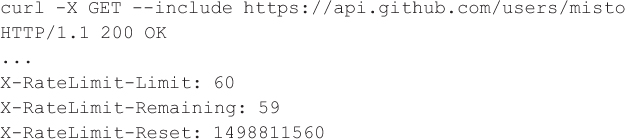 curl -X GET --include https://api.github.com/users/misto
HTTP/1.1 200 OK
...
X-RateLimit-Limit: 60
X-RateLimit-Remaining: 59
X-RateLimit-Reset: 1498811560